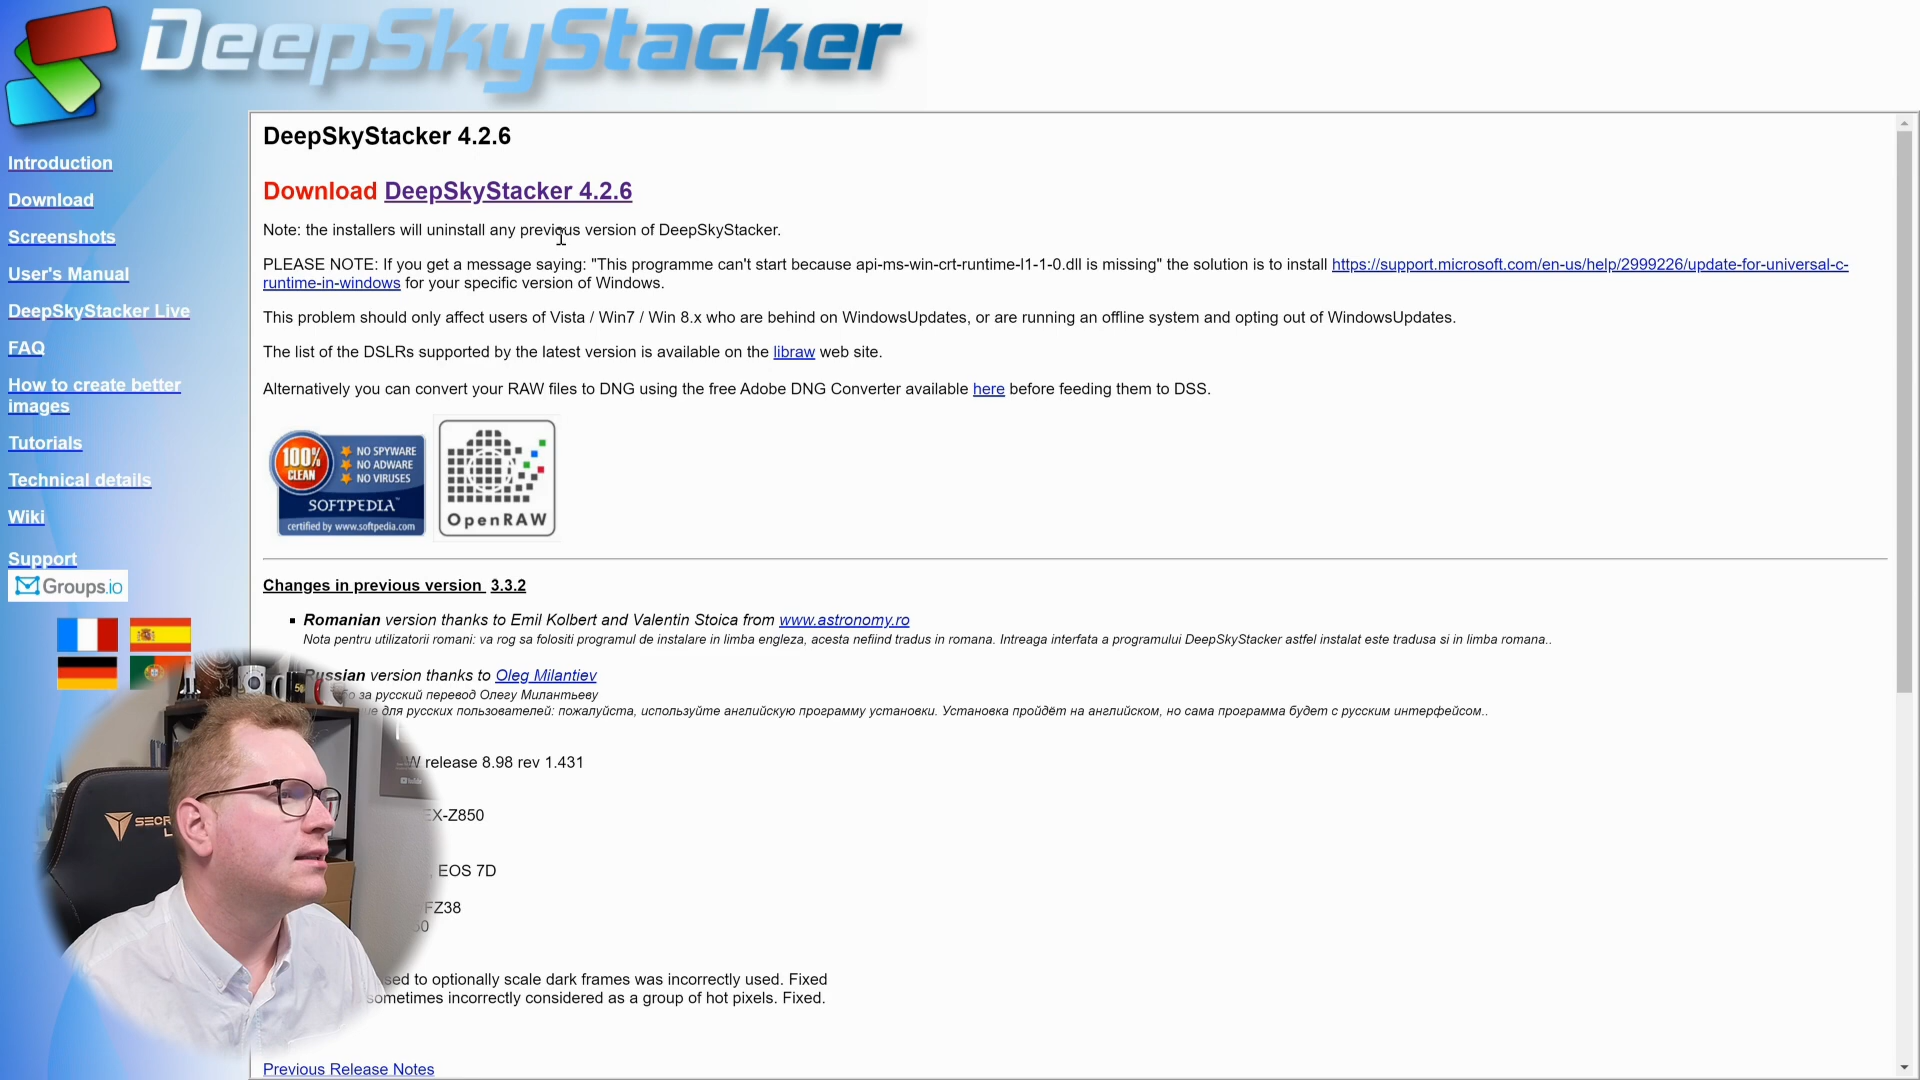 DeepSkyStacker
Introduction
Download
Screenshots
User's Manual
DeepSkyStacker Live
FAQ
How to create better
images
Tutorials
Technical details
Wiki
Support
Groups.io
DeepSkyStacker 4.2.6
Download DeepSkyStacker 4.2.6
Note: the installers will uninstall any previous version of DeepSkyStacker.
PLEASE NOTE: If you get a message saying: "This programme can't start because api-ms-win-crt-runtime-l1-1-0.dll is missing" the solution is to install https://support.microsoft.com/en-us/help/2999226/update-for-universal-c-
runtime-in-windows for your specific version of Windows.
This problem should only affect users of Vista / Win7 / Win 8.x who are behind on WindowsUpdates, or are running an offline system and opting out of WindowsUpdates.
The list of the DSLRs supported by the latest version is available on the libraw web site.
Alternatively you can convert your RAW files to DNG using the free Adobe DNG Converter available here before feeding them to DSS.
100%
CLEAN
NO SPYWARE
NO ADWARE
NO VIRUSES
SOFTPEDIA
certified by www.softpedia.com
OpenRAW
Changes in previous version 3.3.2
Romanian version thanks to Emil Kolbert and Valentin Stoica from www.astronomy.ro
Nota pentru utilizatorii romani: va rog sa folositi programul de instalare in limba engleza, acesta nefiind tradus in romana. Intreaga interfata a programului DeepSkyStacker astfel instalat este tradusa si in limba romana..
Russian version thanks to Oleg Milantiev
за русский перевод Олегу Милантьеву
для русских пользователей: пожалуйста, используйте английскую программу установки. Установка пройдёт на английском, но сама программа будет с русским интерфейсом..
release 8.98 rev 1.431
EX-Z850
, EOS 7D
FZ38
to optionally scale dark frames was incorrectly used. Fixed
sometimes incorrectly considered as a group of hot pixels. Fixed.
Previous Release Notes